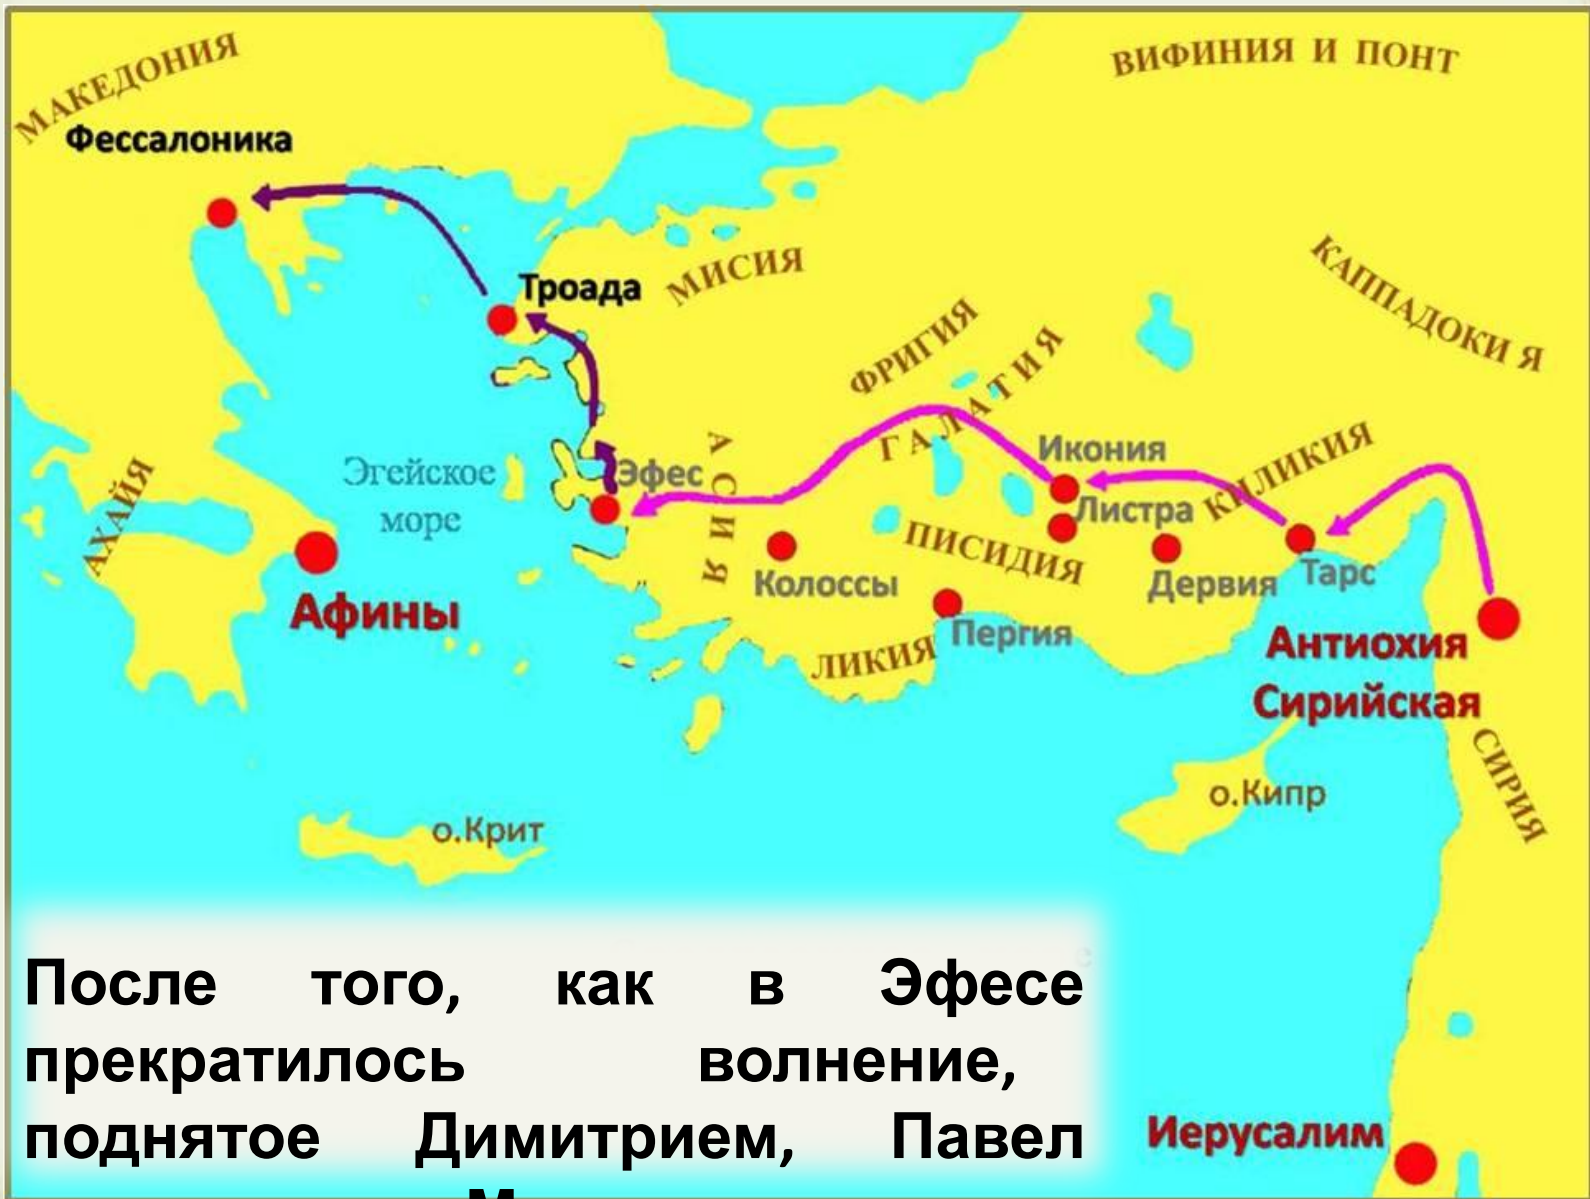 МАКЕДОНИЯ
ВИФИНИЯ И ПОНТ
Фессалоника
Троада
МИСИЯ
КАППАДОКИ Я
ФРИГИЯ
ГАЛАТИЯ
Эгейское
море
АХАЙЯ
Эфес
АСИЯ
Икония
Листра
КИЛИКИЯ
ПИСИДИЯ
Колоссы
Дервия
Тарс
Афины
Пергия
ЛИКИЯ
Антиохия
Сирийская
СИРИЯ
о.Кипр
о.Крит
После того, как в Эфесе
прекратилось волнение,
поднятое Димитрием, Павел
Иерусалим